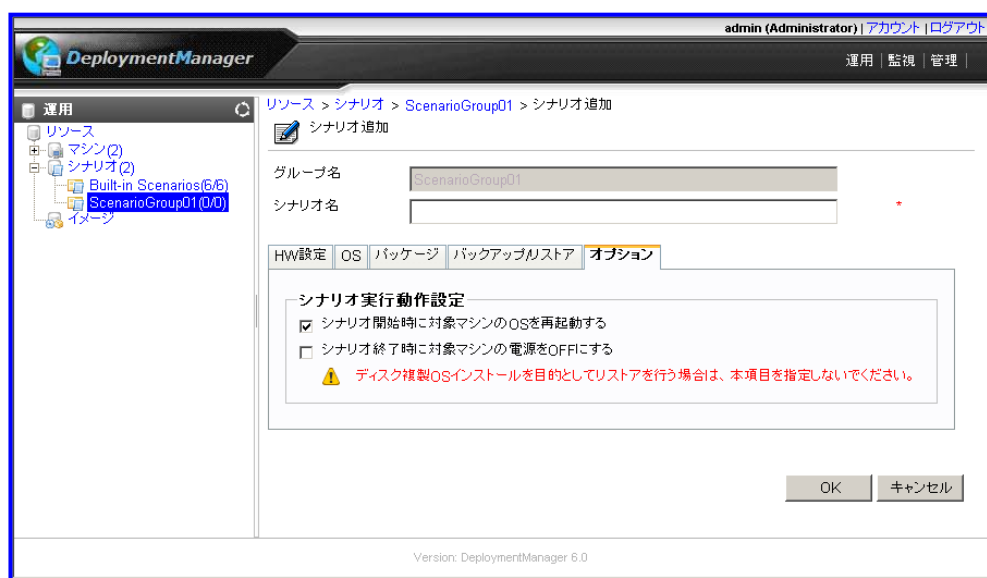 admin (Administrator) | アカウント | ログアウト
DeploymentManager
運用 | 監視 | 管理 |
運用
リソース
マシン(2)
シナリオ(2)
Built-in Scenarios(6/6)
ScenarioGroup01(0/0)
イメージ
リソース > シナリオ > ScenarioGroup01 > シナリオ追加
シナリオ追加
グループ名 ScenarioGroup01
シナリオ名 *
HW設定 OS パッケージ バックアップ/リストア オプション
シナリオ実行動作設定
シナリオ開始時に対象マシンのOSを再起動する
シナリオ終了時に対象マシンの電源をOFFにする
ディスク複製OSインストールを目的としてリストアを行う場合は、本項目を指定しないでください。
OK キャンセル
Version: DeploymentManager 6.0